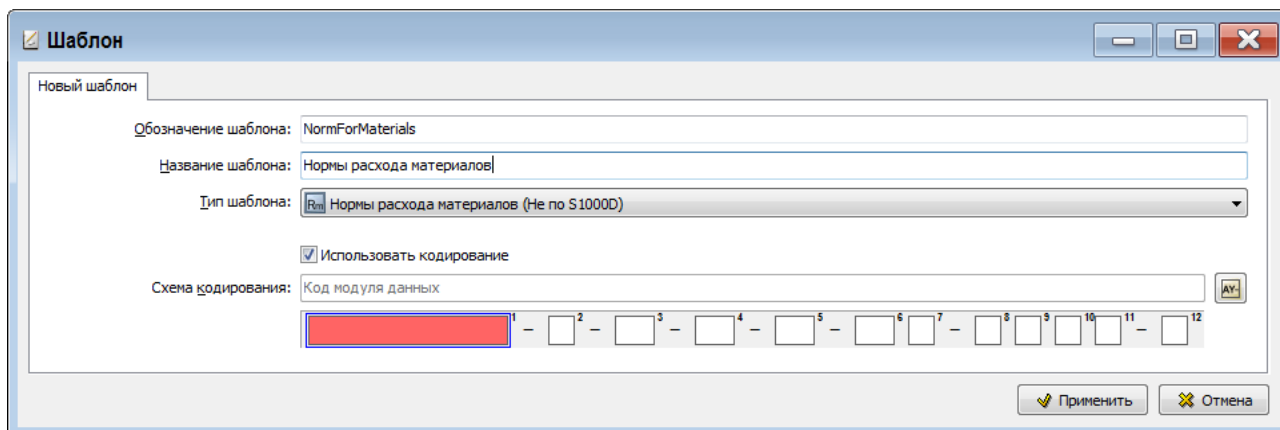 Шаблон
Новый шаблон
Обозначение шаблона: NormForMaterials
Название шаблона: Нормы расхода материалов
Тип шаблона: Rm Нормы расхода материалов (Не по S1000D)
Использовать кодирование
Схема кодирования: Код модуля данных AY-
1 – 2 – 3 – 4 – 5 – 6 7 – 8 9 10 11 – 12
Применить Отмена